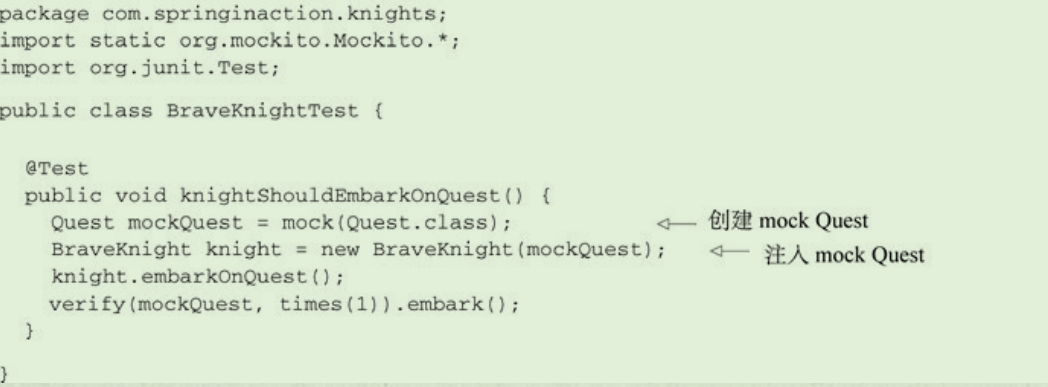 package com.springinaction.knights;
import static org.mockito.Mockito.*;
import org.junit.Test;
public class BraveKnightTest {
@Test
public void knightShouldEmbarkOnQuest() {
Quest mockQuest = mock(Quest.class); 创建 mock Quest
BraveKnight knight = new BraveKnight(mockQuest); 注入 mock Quest
knight.embarkOnQuest();
verify(mockQuest, times(1)).embark();
}
}